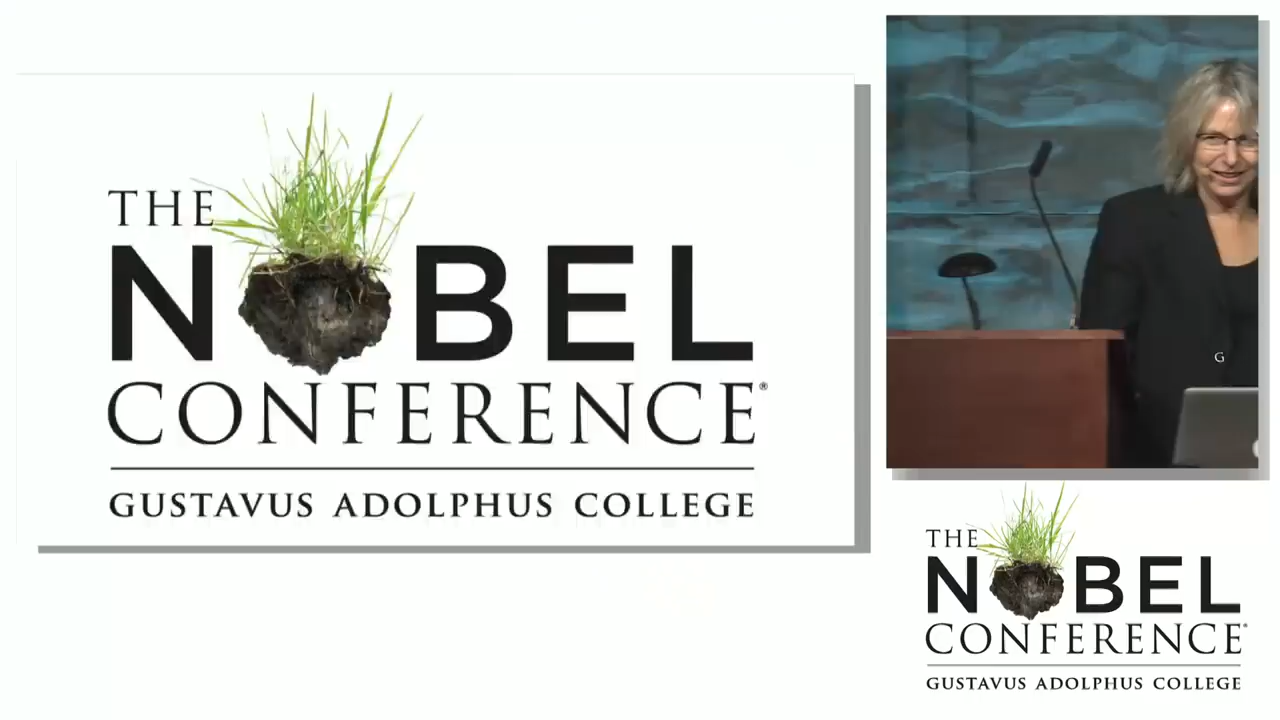 THE
NOBEL
CONFERENCE®
GUSTAVUS ADOLPHUS COLLEGE
G
THE
NOBEL
CONFERENCE®
GUSTAVUS ADOLPHUS COLLEGE